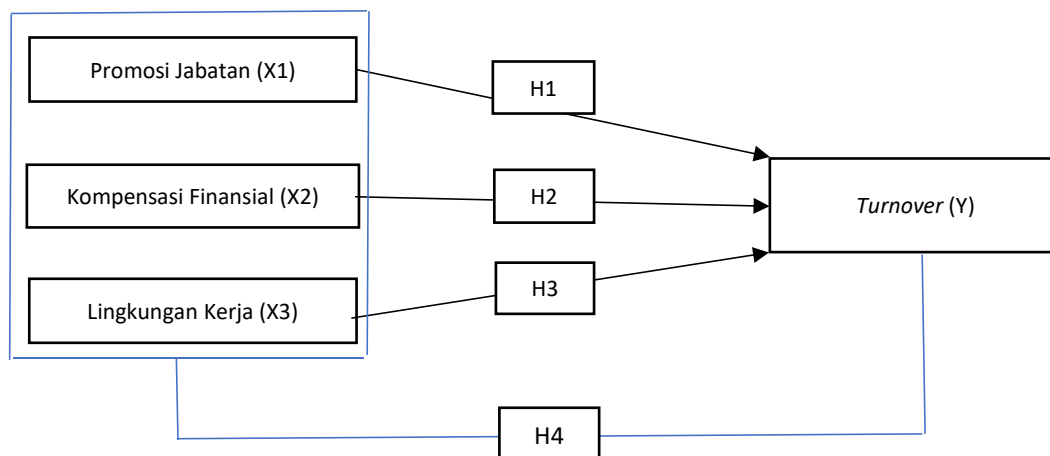 Promosi Jabatan (X1)
H1
Kompensasi Finansial (X2)
H2
Turnover (Y)
Lingkungan Kerja (X3)
H3
H4